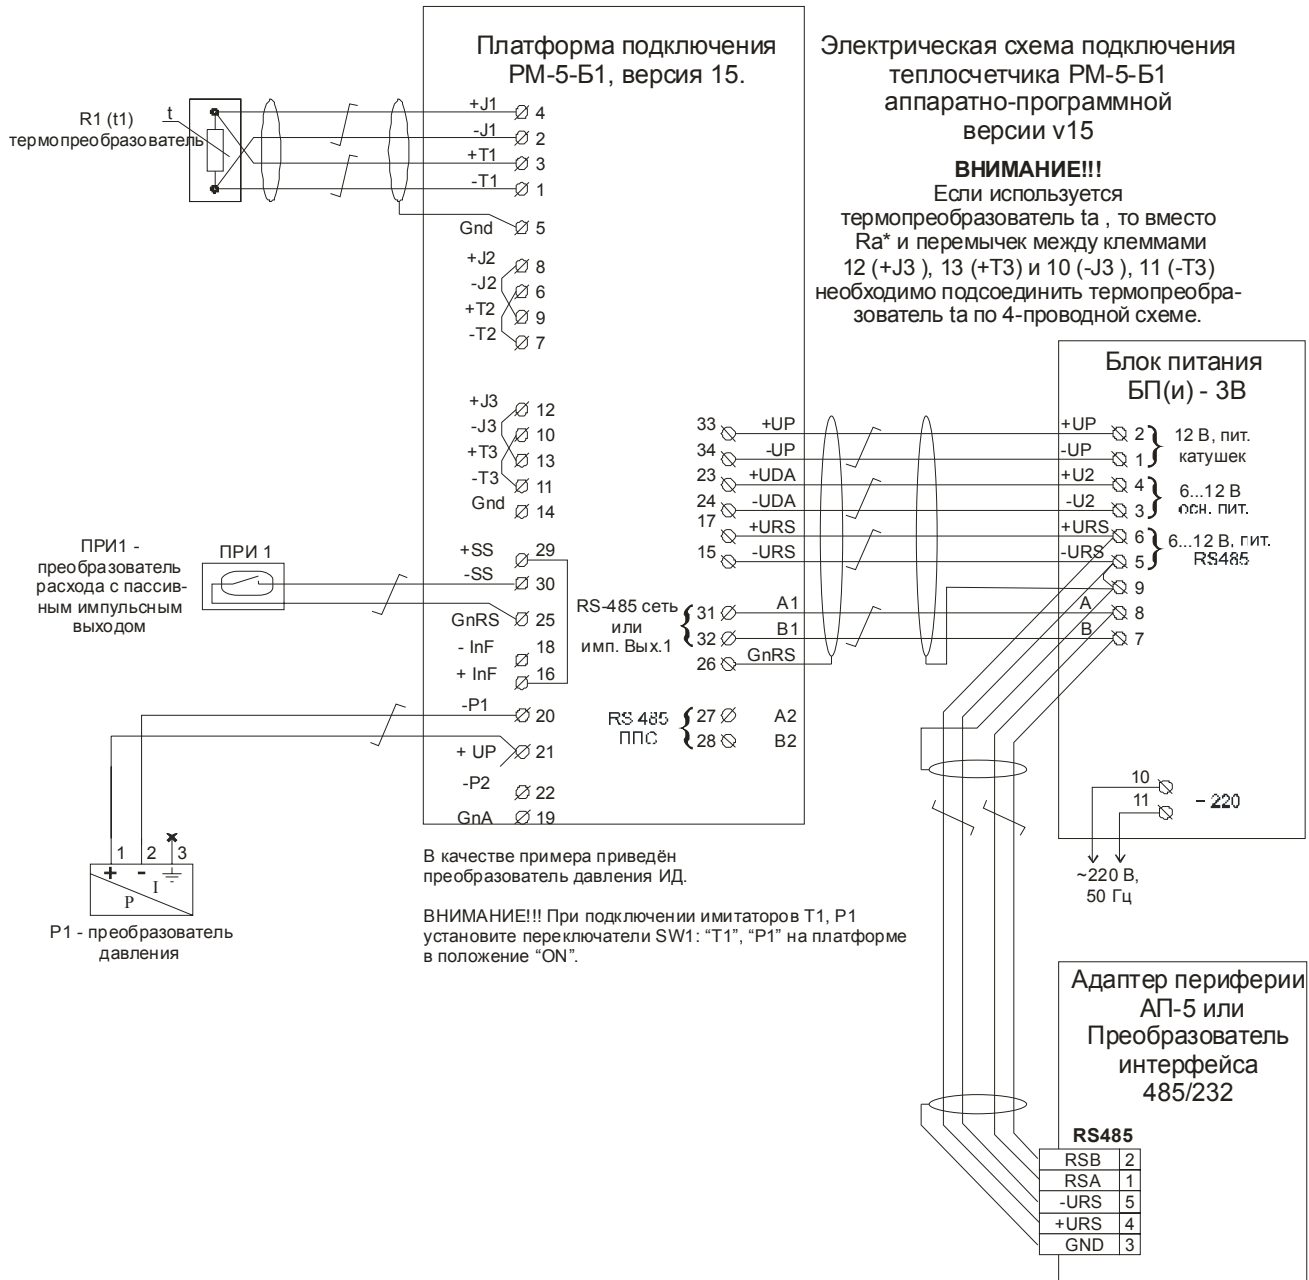 Платформа подключения
РМ-5-Б1, версия 15.
Электрическая схема подключения
теплосчетчика РМ-5-Б1
аппаратно-программной
версии v15
ВНИМАНИЕ!!!
Если используется
термопреобразователь ta , то вместо
Ra* и перемычек между клеммами
12 (+J3 ), 13 (+T3) и 10 (-J3 ), 11 (-T3)
необходимо подсоединить термопреобра-
зователь ta по 4-проводной схеме.
R1 (t1)
термопреобразователь
t
+J1 4
-J1 2
+T1 3
-T1 1
Gnd 5
+J2 8
-J2 6
+T2 9
-T2 7
+J3 12
-J3 10
+T3 13
-T3 11
Gnd 14
ПРИ1 -
преобразователь
расхода с пассив-
ным импульсным
выходом
ПРИ 1
+SS 29
-SS 30
GnRS 25
- InF 18
+ InF 16
-P1 20
+ UP 21
-P2 22
GnA 19
33 +UP
34 -UP
23 +UDA
24 -UDA
17 +URS
15 -URS
RS-485 сеть
или
имп. Вых.1
31 A1
32 B1
26 GnRS
RS 485
ППС
27 A2
28 B2
Блок питания
БП(и) - 3В
+UP 2
-UP 1
12 В, пит.
катушек
+U2 4
-U2 3
6...12 В
осн. пит.
+URS 6
-URS 5
6...12 В, пит.
RS485
9
A 8
B 7
10
11
~ 220
~220 В,
50 Гц
1 2 3
+ -
I
P
P1 - преобразователь
давления
В качестве примера приведён
преобразователь давления ИД.
ВНИМАНИЕ!!! При подключении имитаторов Т1, Р1
установите переключатели SW1: “Т1”, “Р1” на платформе
в положение “ON”.
Адаптер периферии
АП-5 или
Преобразователь
интерфейса
485/232
RS485
RSB 2
RSA 1
-URS 5
+URS 4
GND 3